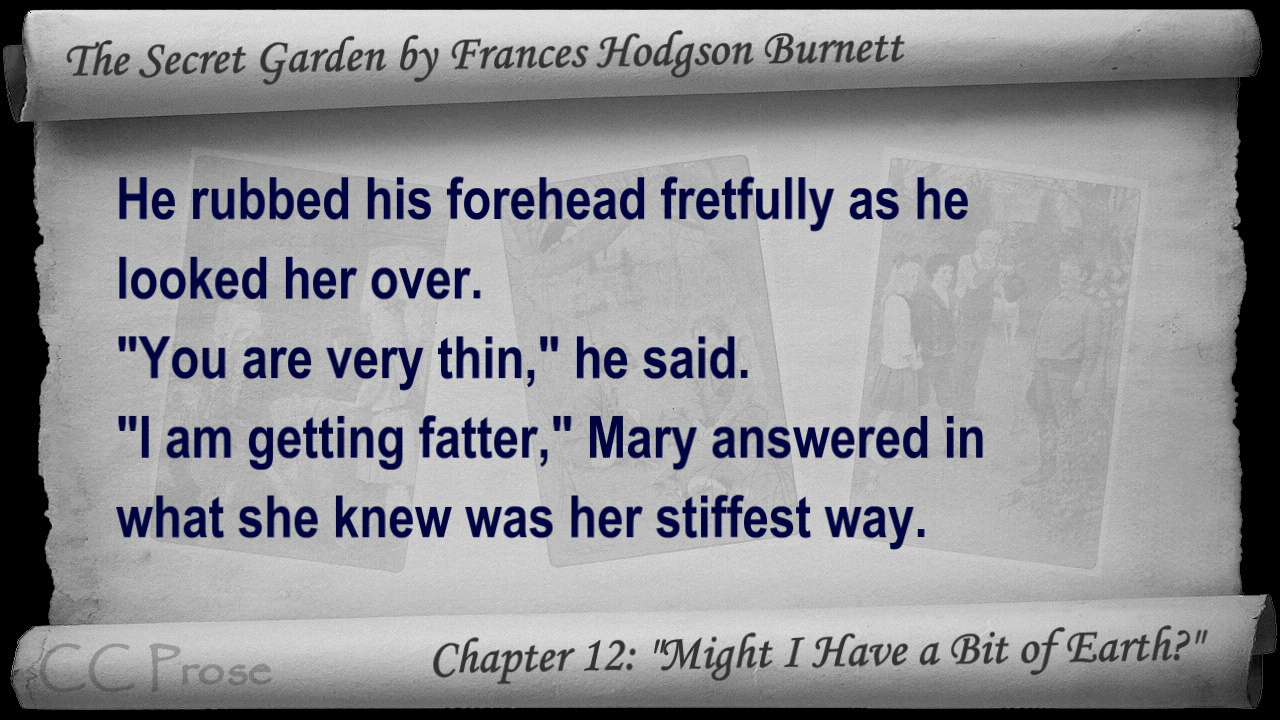 The Secret Garden by Frances Hodgson Burnett
He rubbed his forehead fretfully as he
looked her over.
"You are very thin," he said.
"I am getting fatter," Mary answered in
what she knew was her stiffest way.
CC Prose
Chapter 12: "Might I Have a Bit of Earth?"